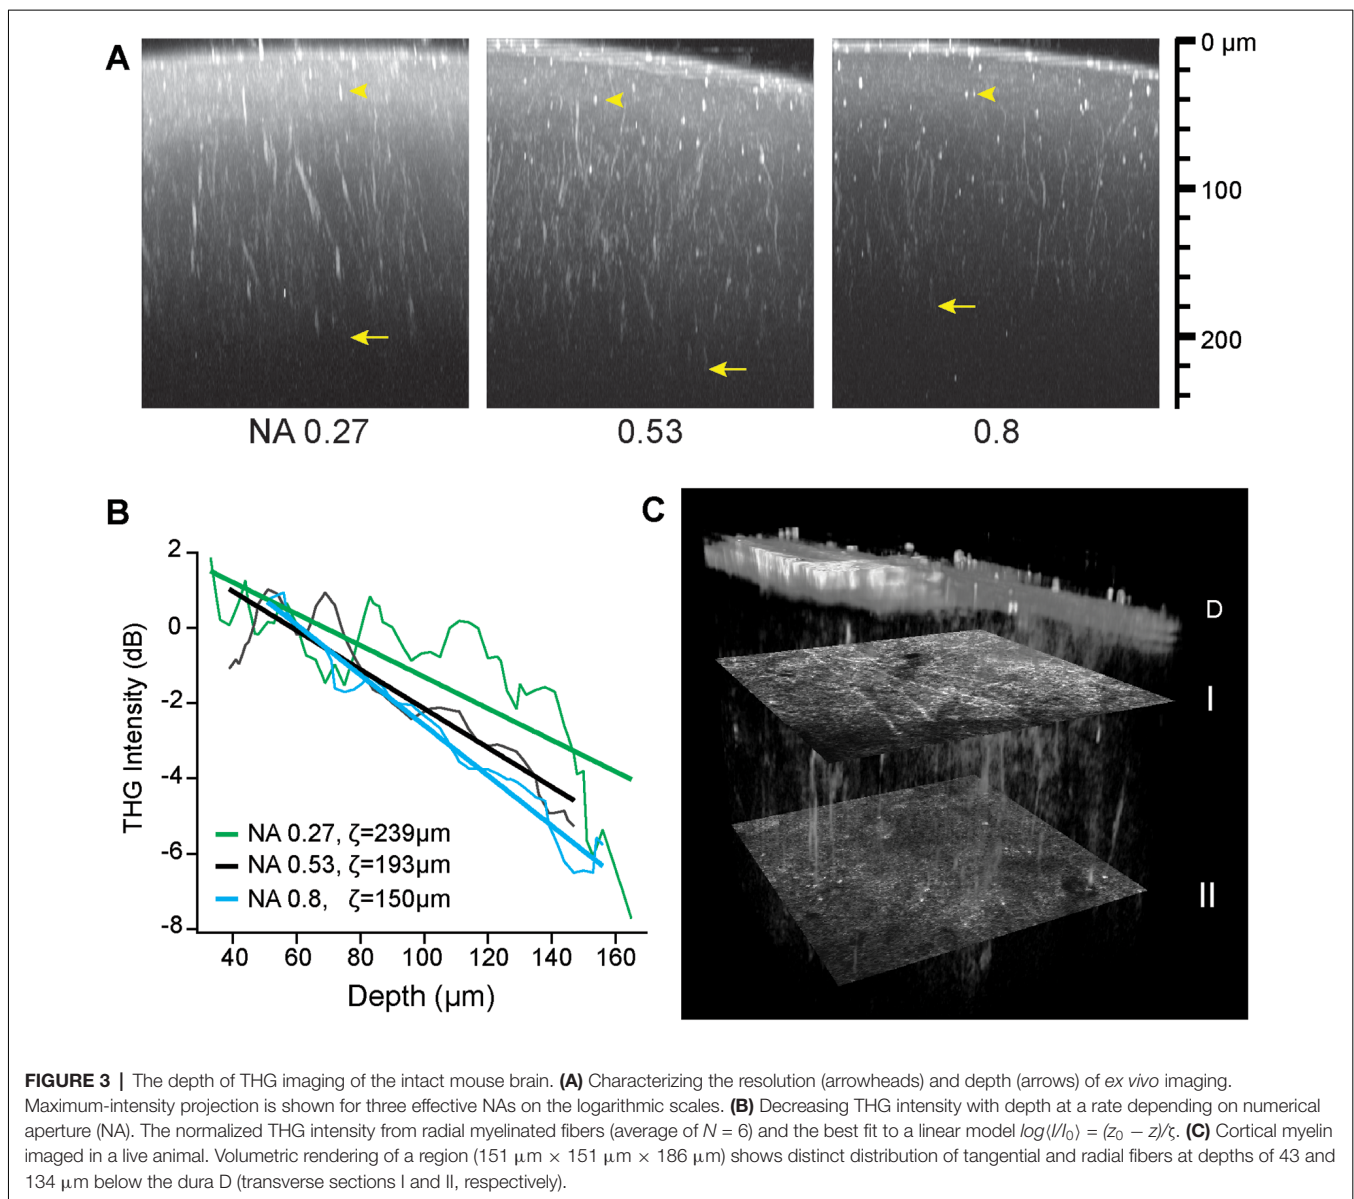 A
0 µm
100
200
NA 0.27
0.53
0.8
B
C
2
0
-2
-4
-6
-8
THG Intensity (dB)
NA 0.27, ζ=239µm
NA 0.53, ζ=193µm
NA 0.8, ζ=150µm
40 60 80 100 120 140 160
Depth (µm)
D
I
II
FIGURE 3 | The depth of THG imaging of the intact mouse brain. (A) Characterizing the resolution (arrowheads) and depth (arrows) of ex vivo imaging.
Maximum-intensity projection is shown for three effective NAs on the logarithmic scales. (B) Decreasing THG intensity with depth at a rate depending on numerical
aperture (NA). The normalized THG intensity from radial myelinated fibers (average of N = 6) and the best fit to a linear model log⟨I/I₀⟩ = (z₀ − z)/ς. (C) Cortical myelin
imaged in a live animal. Volumetric rendering of a region (151 µm × 151 µm × 186 µm) shows distinct distribution of tangential and radial fibers at depths of 43 and
134 µm below the dura D (transverse sections I and II, respectively).